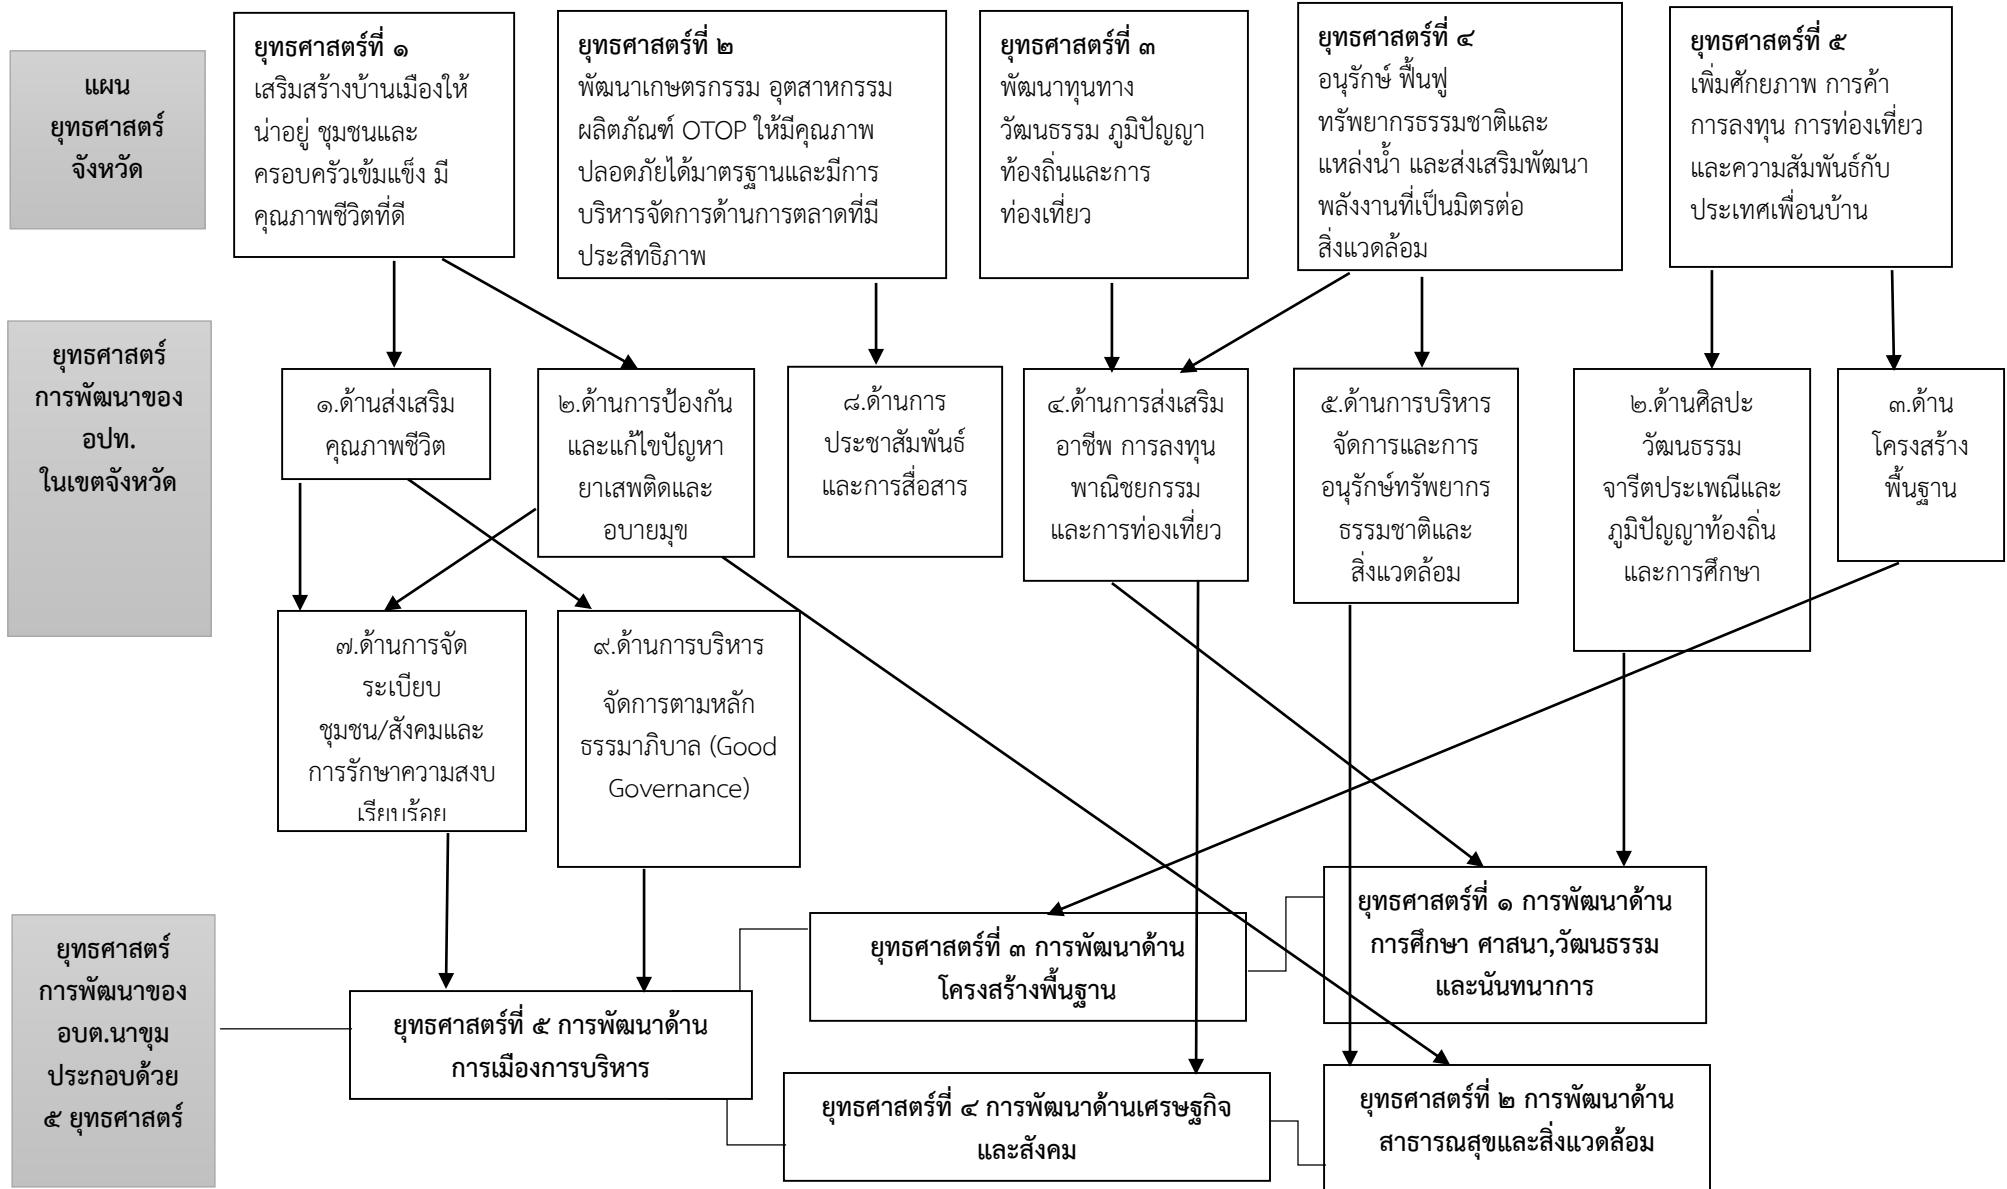 แผน
ยุทธศาสตร์
จังหวัด
ยุทธศาสตร์ที่ ๑
เสริมสร้างบ้านเมืองให้
น่าอยู่ ชุมชนและ
ครอบครัวเข้มแข็ง มี
คุณภาพชีวิตที่ดี
ยุทธศาสตร์ที่ ๒
พัฒนาเกษตรกรรม อุตสาหกรรม
ผลิตภัณฑ์ OTOP ให้มีคุณภาพ
ปลอดภัยได้มาตรฐานและมีการ
บริหารจัดการด้านการตลาดที่มี
ประสิทธิภาพ
ยุทธศาสตร์ที่ ๓
พัฒนาทุนทาง
วัฒนธรรม ภูมิปัญญา
ท้องถิ่นและการ
ท่องเที่ยว
ยุทธศาสตร์ที่ ๔
อนุรักษ์ ฟื้นฟู
ทรัพยากรธรรมชาติและ
แหล่งน้ำ และส่งเสริมพัฒนา
พลังงานที่เป็นมิตรต่อ
สิ่งแวดล้อม
ยุทธศาสตร์ที่ ๕
เพิ่มศักยภาพ การค้า
การลงทุน การท่องเที่ยว
และความสัมพันธ์กับ
ประเทศเพื่อนบ้าน
ยุทธศาสตร์
การพัฒนาของ
อปท.
ในเขตจังหวัด
๑.ด้านส่งเสริม
คุณภาพชีวิต
๒.ด้านการป้องกัน
และแก้ไขปัญหา
ยาเสพติดและ
อบายมุข
๘.ด้านการ
ประชาสัมพันธ์
และการสื่อสาร
๔.ด้านการส่งเสริม
อาชีพ การลงทุน
พาณิชยกรรม
และการท่องเที่ยว
๕.ด้านการบริหาร
จัดการและการ
อนุรักษ์ทรัพยากร
ธรรมชาติและ
สิ่งแวดล้อม
๒.ด้านศิลปะ
วัฒนธรรม
จารีตประเพณีและ
ภูมิปัญญาท้องถิ่น
และการศึกษา
๓.ด้าน
โครงสร้าง
พื้นฐาน
๗.ด้านการจัด
ระเบียบ
ชุมชน/สังคมและ
การรักษาความสงบ
เรียบร้อย
๙.ด้านการบริหาร
จัดการตามหลัก
ธรรมาภิบาล (Good
Governance)
ยุทธศาสตร์
การพัฒนาของ
อบต.นาขุม
ประกอบด้วย
๕ ยุทธศาสตร์
ยุทธศาสตร์ที่ ๕ การพัฒนาด้าน
การเมืองการบริหาร
ยุทธศาสตร์ที่ ๓ การพัฒนาด้าน
โครงสร้างพื้นฐาน
ยุทธศาสตร์ที่ ๑ การพัฒนาด้าน
การศึกษา ศาสนา,วัฒนธรรม
และนันทนาการ
ยุทธศาสตร์ที่ ๔ การพัฒนาด้านเศรษฐกิจ
และสังคม
ยุทธศาสตร์ที่ ๒ การพัฒนาด้าน
สาธารณสุขและสิ่งแวดล้อม